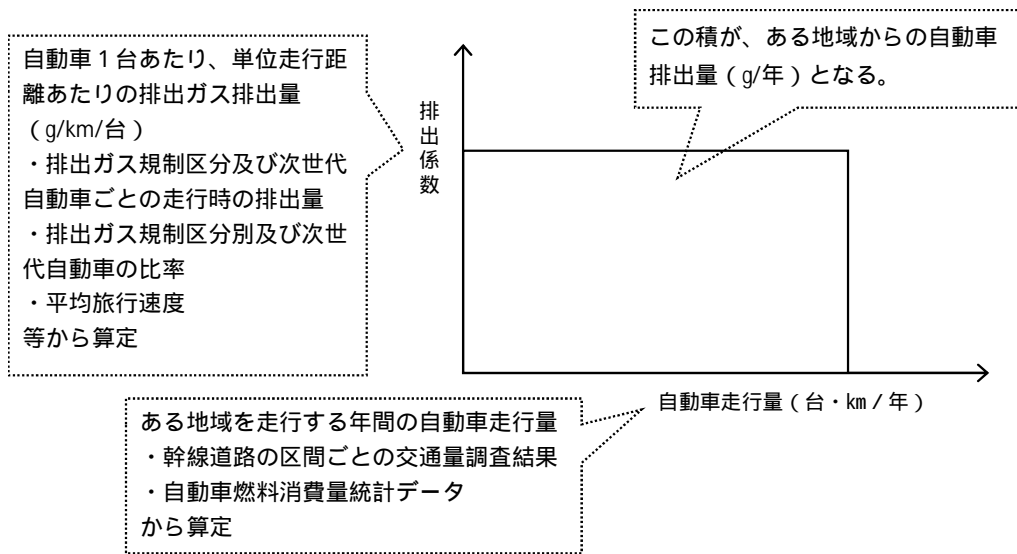 自動車１台あたり、単位走行距
離あたりの排出ガス排出量
（g/km/台）
・排出ガス規制区分及び次世代
自動車ごとの走行時の排出量
・排出ガス規制区分別及び次世
代自動車の比率
・平均旅行速度
等から算定
排出係数
この積が、ある地域からの自動車
排出量（g/年）となる。
自動車走行量（台・km／年）
ある地域を走行する年間の自動車走行量
・幹線道路の区間ごとの交通量調査結果
・自動車燃料消費量統計データ
から算定